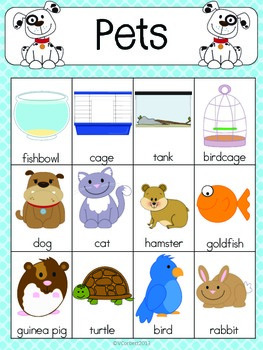 Pets
fishbowl cage tank birdcage
dog cat hamster goldfish
guinea pig turtle bird rabbit